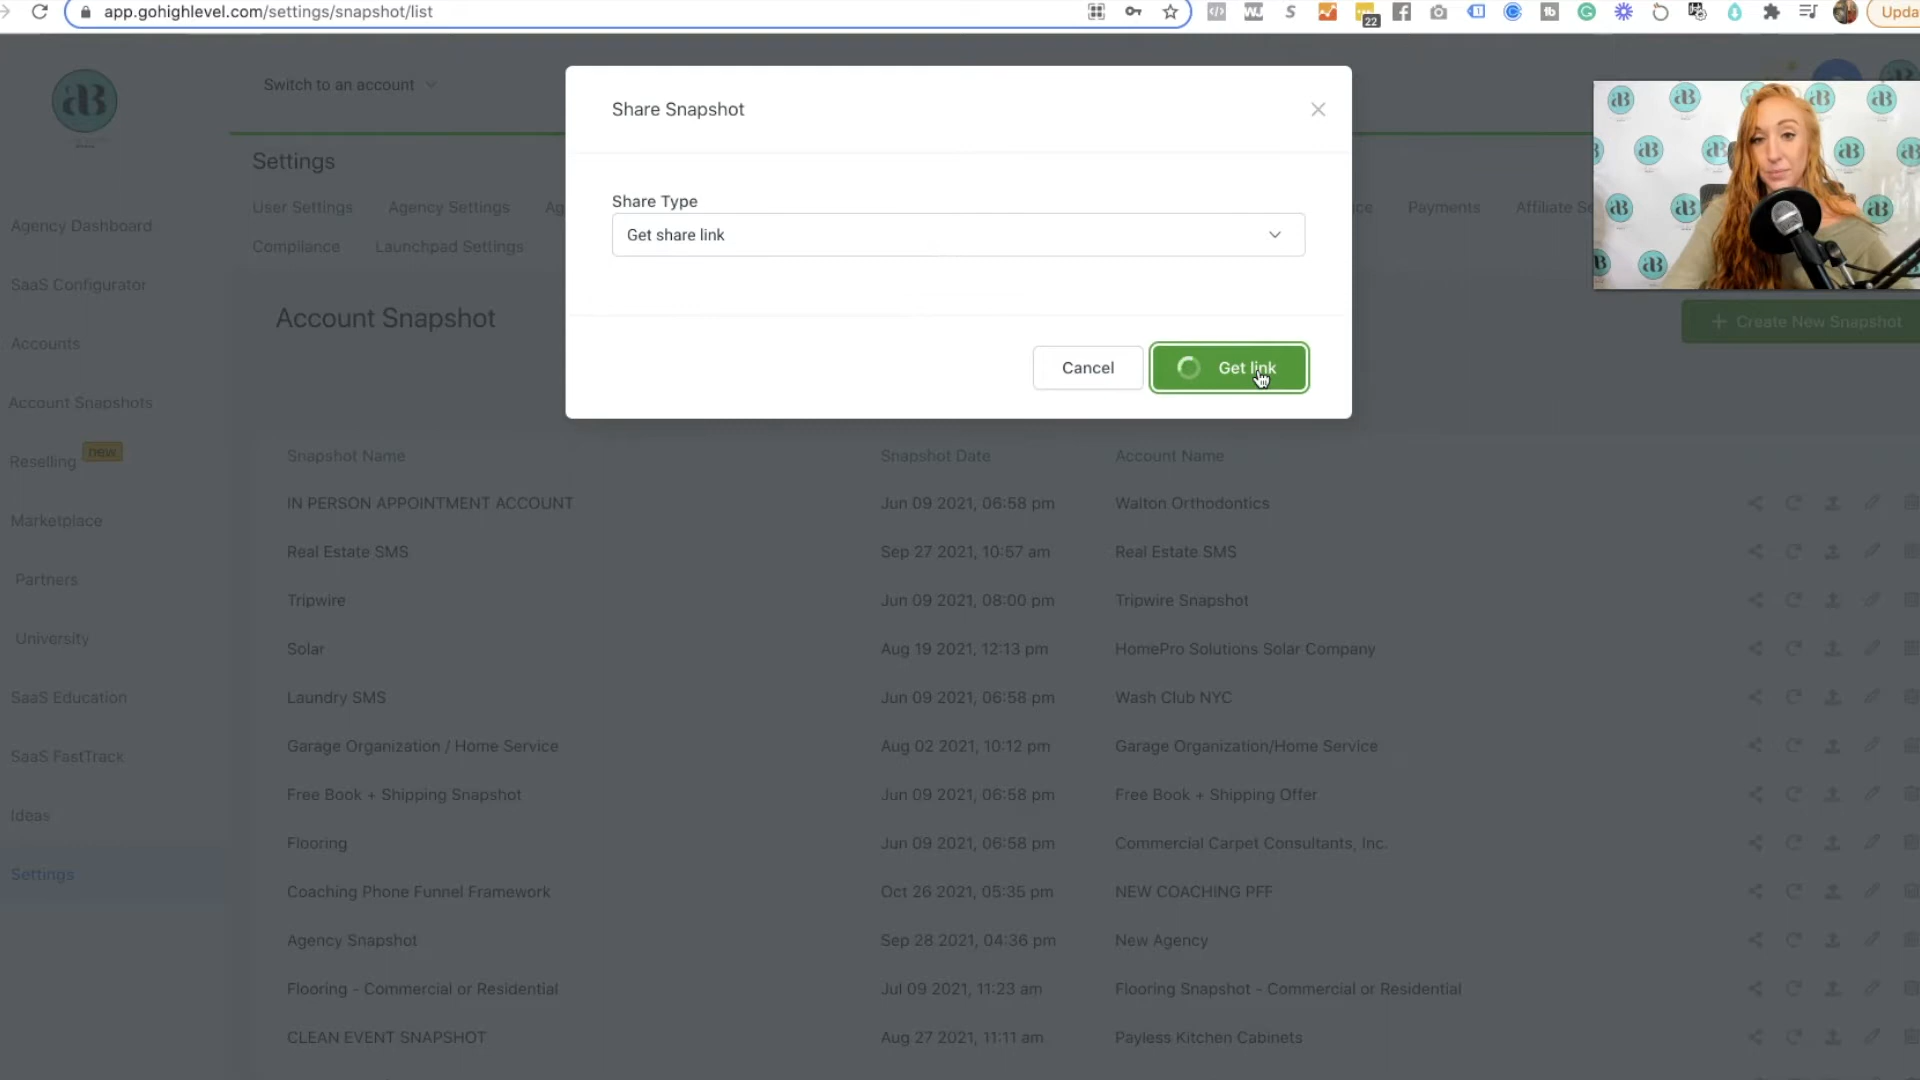 app.gohighlevel.com/settings/snapshot/list
22
Upda
aB
Switch to an account
Share Snapshot
Settings
User Settings
Agency Settings
Ag
Payments
Affiliate Se
Compliance
Launchpad Settings
Share Type
Get share link
Agency Dashboard
SaaS Configurator
Accounts
Account Snapshots
Reselling new
Marketplace
Partners
University
SaaS Education
SaaS FastTrack
Ideas
Settings
Account Snapshot
+ Create New Snapshot
Cancel
Get link
Snapshot Name Snapshot Date Account Name
IN PERSON APPOINTMENT ACCOUNT Jun 09 2021, 06:58 pm Walton Orthodontics
Real Estate SMS Sep 27 2021, 10:57 am Real Estate SMS
Tripwire Jun 09 2021, 08:00 pm Tripwire Snapshot
Solar Aug 19 2021, 12:13 pm HomePro Solutions Solar Company
Laundry SMS Jun 09 2021, 06:58 pm Wash Club NYC
Garage Organization / Home Service Aug 02 2021, 10:12 pm Garage Organization/Home Service
Free Book + Shipping Snapshot Jun 09 2021, 06:58 pm Free Book + Shipping Offer
Flooring Jun 09 2021, 06:58 pm Commercial Carpet Consultants, Inc.
Coaching Phone Funnel Framework Oct 26 2021, 05:35 pm NEW COACHING PFF
Agency Snapshot Sep 28 2021, 04:36 pm New Agency
Flooring - Commercial or Residential Jul 09 2021, 11:23 am Flooring Snapshot - Commercial or Residential
CLEAN EVENT SNAPSHOT Aug 27 2021, 11:11 am Payless Kitchen Cabinets